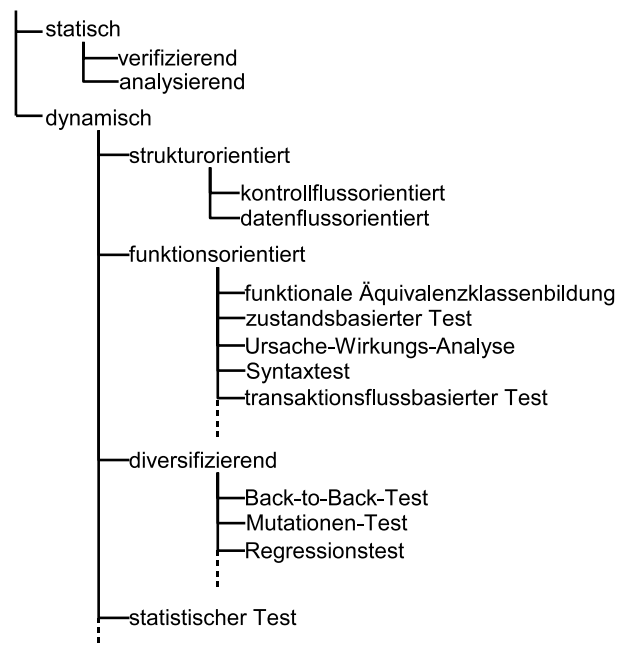 statisch
verifizierend
analysierend
dynamisch
strukturorientiert
kontrollflussorientiert
datenflussorientiert
funktionsorientiert
funktionale Äquivalenzklassenbildung
zustandsbasierter Test
Ursache-Wirkungs-Analyse
Syntaxtest
transaktionsflussbasierter Test
diversifizierend
Back-to-Back-Test
Mutationen-Test
Regressionstest
statistischer Test